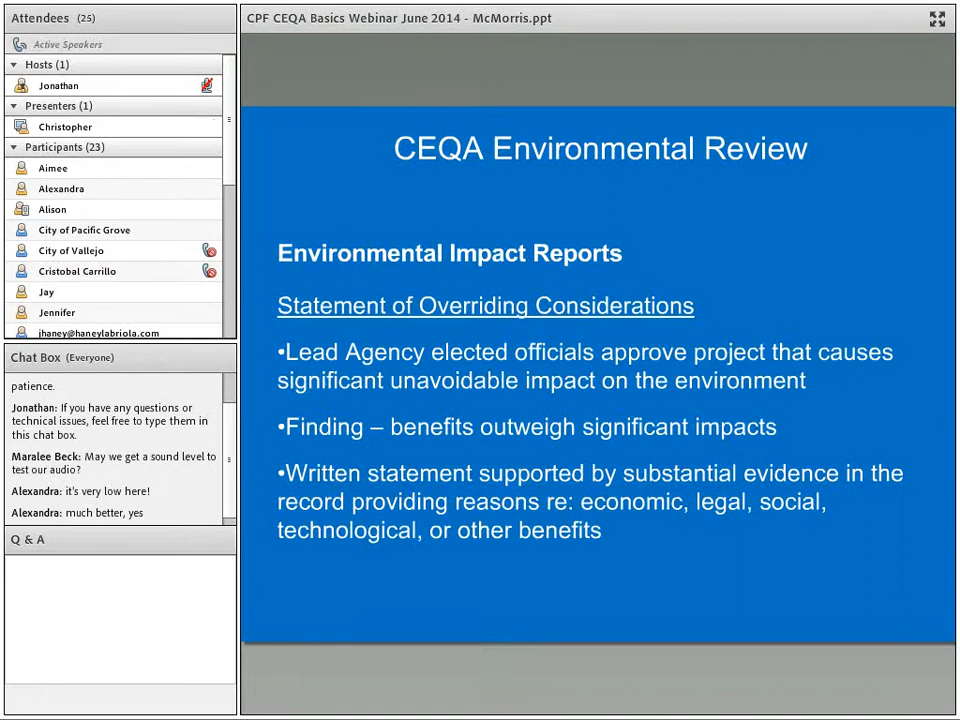 Attendees (25)
Active Speakers
Hosts (1)
Jonathan
Presenters (1)
Christopher
Participants (23)
Aimee
Alexandra
Alison
City of Pacific Grove
City of Vallejo
Cristobal Carrillo
Jay
Jennifer
jhaney@haneylabriola.com
Chat Box (Everyone)
patience.
Jonathan: If you have any questions or
technical issues, feel free to type them in
this chat box.
Maralee Beck: May we get a sound level to
test our audio?
Alexandra: it's very low here!
Alexandra: much better, yes
Q & A
CPF CEQA Basics Webinar June 2014 - McMorris.ppt
CEQA Environmental Review
Environmental Impact Reports
Statement of Overriding Considerations
•Lead Agency elected officials approve project that causes
significant unavoidable impact on the environment
•Finding – benefits outweigh significant impacts
•Written statement supported by substantial evidence in the
record providing reasons re: economic, legal, social,
technological, or other benefits